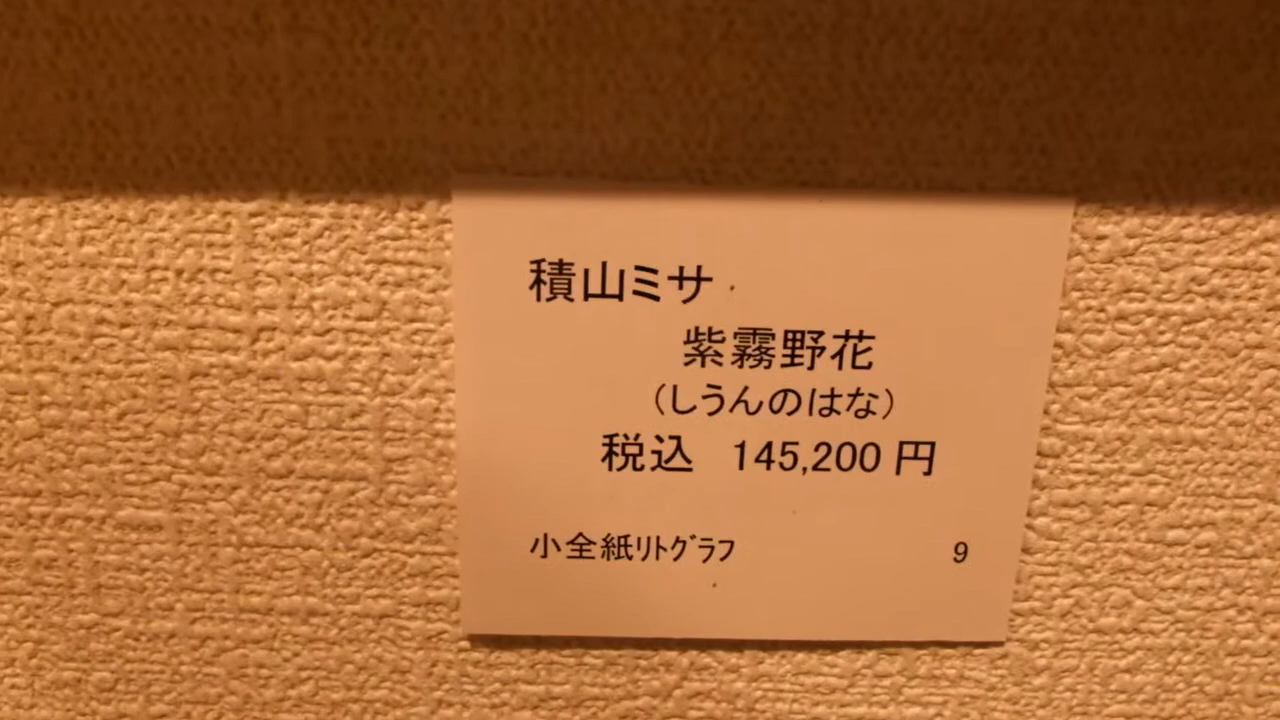 積山ミサ
紫霧野花
（しうんのはな）
税込 145,200 円
小全紙ﾘﾄｸﾞﾗﾌ 9